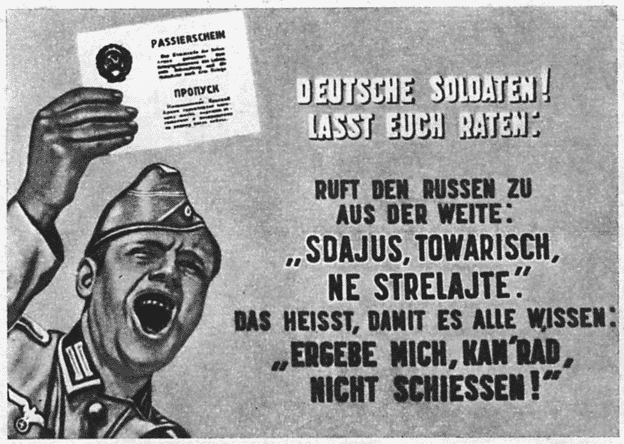 PASSIERSCHEIN
ПРОПУСК
DEUTSCHE SOLDATEN!
LASST EUCH RATEN:
RUFT DEN RUSSEN ZU
AUS DER WEITE:
„SDAJUS, TOWARISCH,
NE STRELAJTE."
DAS HEISST, DAMIT ES ALLE WISSEN:
„ERGEBE MICH, KAM'RAD,
NICHT SCHIESSEN!"